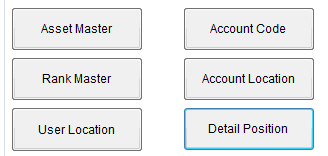 Asset Master
Account Code
Rank Master
Account Location
User Location
Detail Position